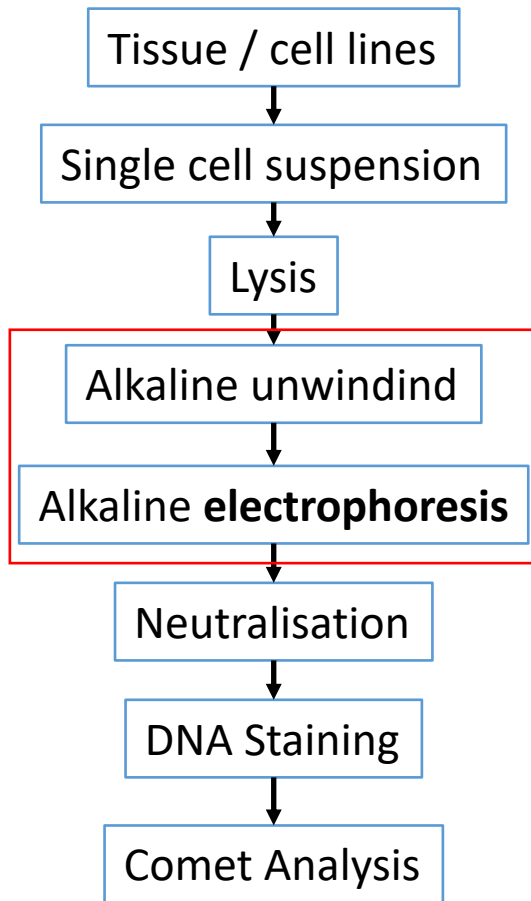 Tissue / cell lines
Single cell suspension
Lysis
Alkaline unwindind
Alkaline electrophoresis
Neutralisation
DNA Staining
Comet Analysis